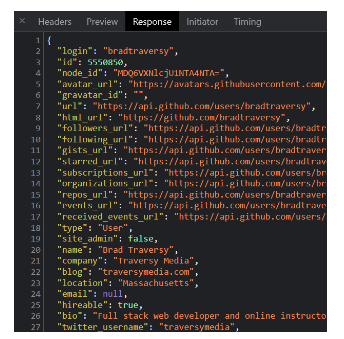 × Headers Preview Response Initiator Timing
1 {
2 "login": "bradtraversy",
3 "id": 5550850,
4 "node_id": "MDQ6VXNlcjU1NTA4NTA=",
5 "avatar_url": "https://avatars.githubusercontent.com/
6 "gravatar_id": "",
7 "url": "https://api.github.com/users/bradtraversy",
8 "html_url": "https://github.com/bradtraversy",
9 "followers_url": "https://api.github.com/users/bradtr
10 "following_url": "https://api.github.com/users/bradtr
11 "gists_url": "https://api.github.com/users/bradtraver
12 "starred_url": "https://api.github.com/users/bradtrav
13 "subscriptions_url": "https://api.github.com/users/br
14 "organizations_url": "https://api.github.com/users/br
15 "repos_url": "https://api.github.com/users/bradtraver
16 "events_url": "https://api.github.com/users/bradtrave
17 "received_events_url": "https://api.github.com/users/
18 "type": "User",
19 "site_admin": false,
20 "name": "Brad Traversy",
21 "company": "Traversy Media",
22 "blog": "traversymedia.com",
23 "location": "Massachusetts",
24 "email": null,
25 "hireable": true,
26 "bio": "Full stack web developer and online instructo
27 "twitter_username": "traversymedia",